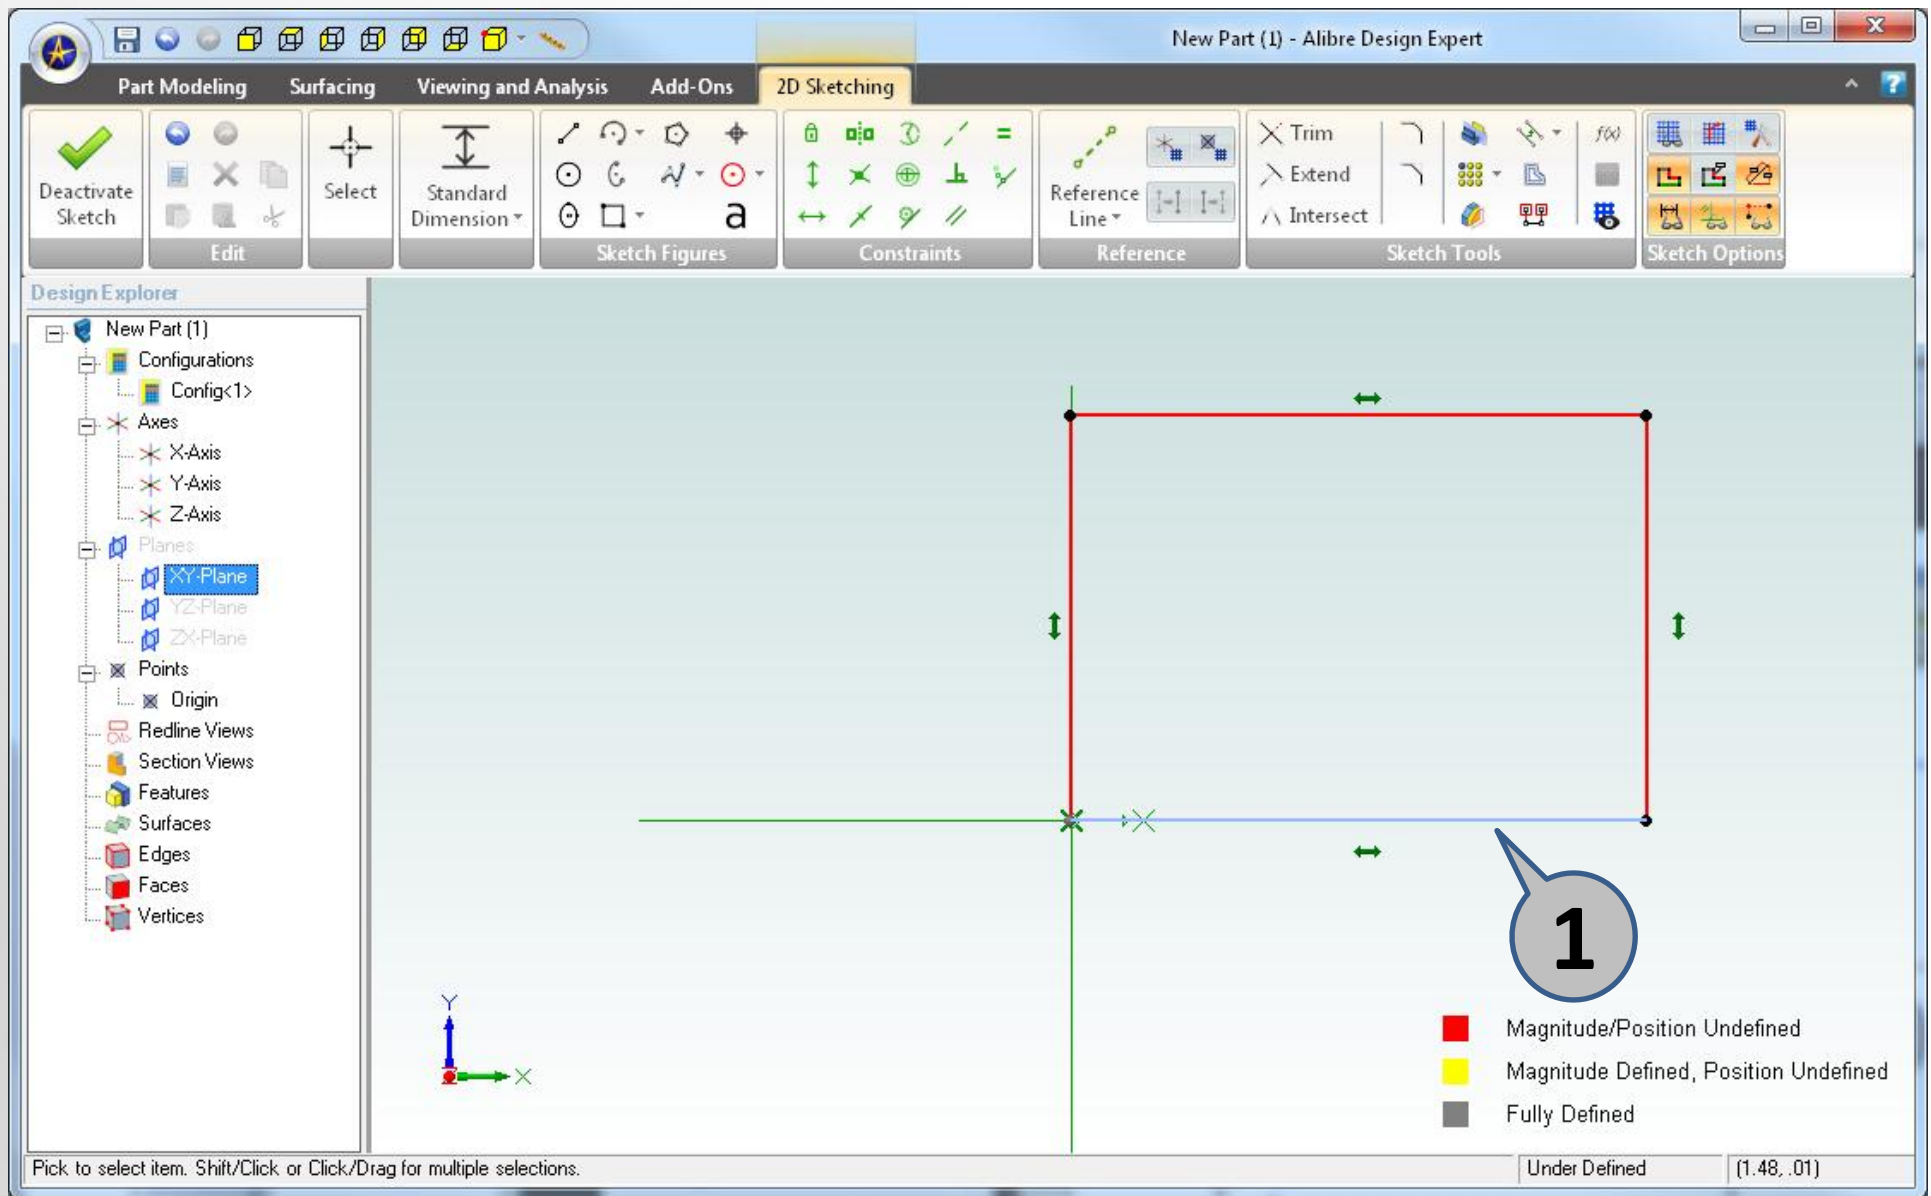 New Part (1) - Alibre Design Expert
Part Modeling Surfacing Viewing and Analysis Add-Ons 2D Sketching
?
Deactivate
Sketch
Edit
Select
Standard
Dimension
a
Sketch Figures
Constraints
Reference
Line
Reference
Trim
Extend
Intersect
f(x)
Sketch Tools
Sketch Options
Design Explorer
New Part (1)
Configurations
Config<1>
Axes
X-Axis
Y-Axis
Z-Axis
Planes
XY-Plane
YZ-Plane
ZX-Plane
Points
Origin
Redline Views
Section Views
Features
Surfaces
Edges
Faces
Vertices
X
1
Y
X
Magnitude/Position Undefined
Magnitude Defined, Position Undefined
Fully Defined
Pick to select item. Shift/Click or Click/Drag for multiple selections.
Under Defined
(1.48, .01)